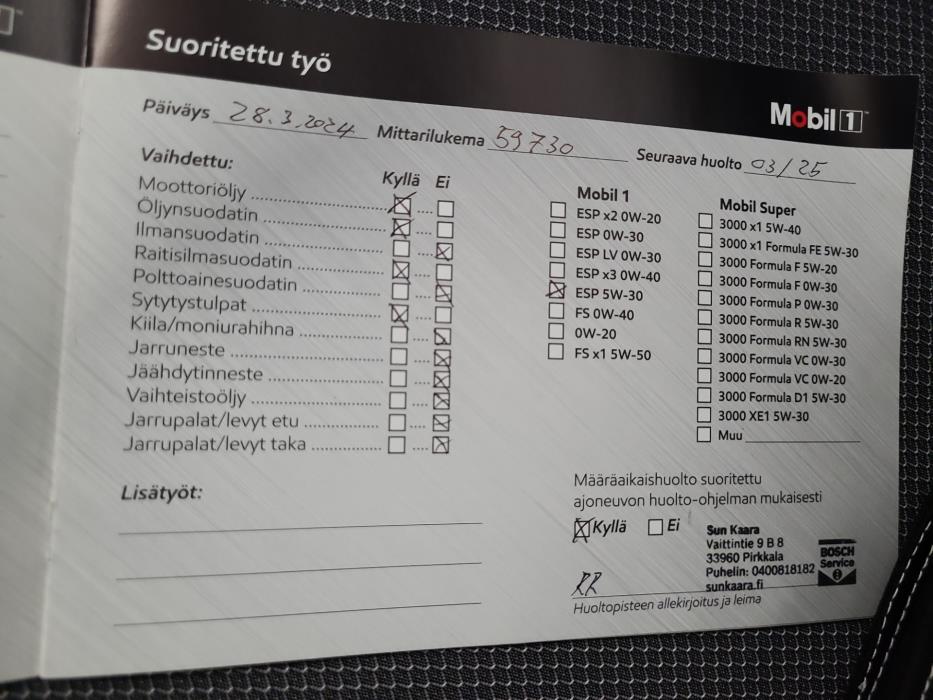 Suoritettu työ
Mobil 1
Päiväys 28.3.2024 Mittarilukema 59730 Seuraava huolto 03/25
Vaihdettu: Kyllä Ei
Moottoriöljy
Öljynsuodatin
Ilmansuodatin
Raitisilmasuodatin
Polttoainesuodatin
Sytytystulpat
Kiila/moniurahihna
Jarruneste
Jäähdytinneste
Vaihteistoöljy
Jarrupalat/levyt etu
Jarrupalat/levyt taka
Lisätyöt:
Mobil 1
ESP x2 0W-20
ESP 0W-30
ESP LV 0W-30
ESP x3 0W-40
ESP 5W-30
FS 0W-40
0W-20
FS x1 5W-50
Mobil Super
3000 x1 5W-40
3000 x1 Formula FE 5W-30
3000 Formula F 5W-20
3000 Formula F 0W-30
3000 Formula P 0W-30
3000 Formula R 5W-30
3000 Formula RN 5W-30
3000 Formula VC 0W-30
3000 Formula VC 0W-20
3000 Formula D1 5W-30
3000 XE1 5W-30
Muu
Määräaikaishuolto suoritettu
ajoneuvon huolto-ohjelman mukaisesti
Kyllä Ei
Sun Kaara
Vaittintie 9 B 8
33960 Pirkkala
Puhelin: 0400818182
sunkaara.fi
BOSCH
Service
RR
Huoltopisteen allekirjoitus ja leima